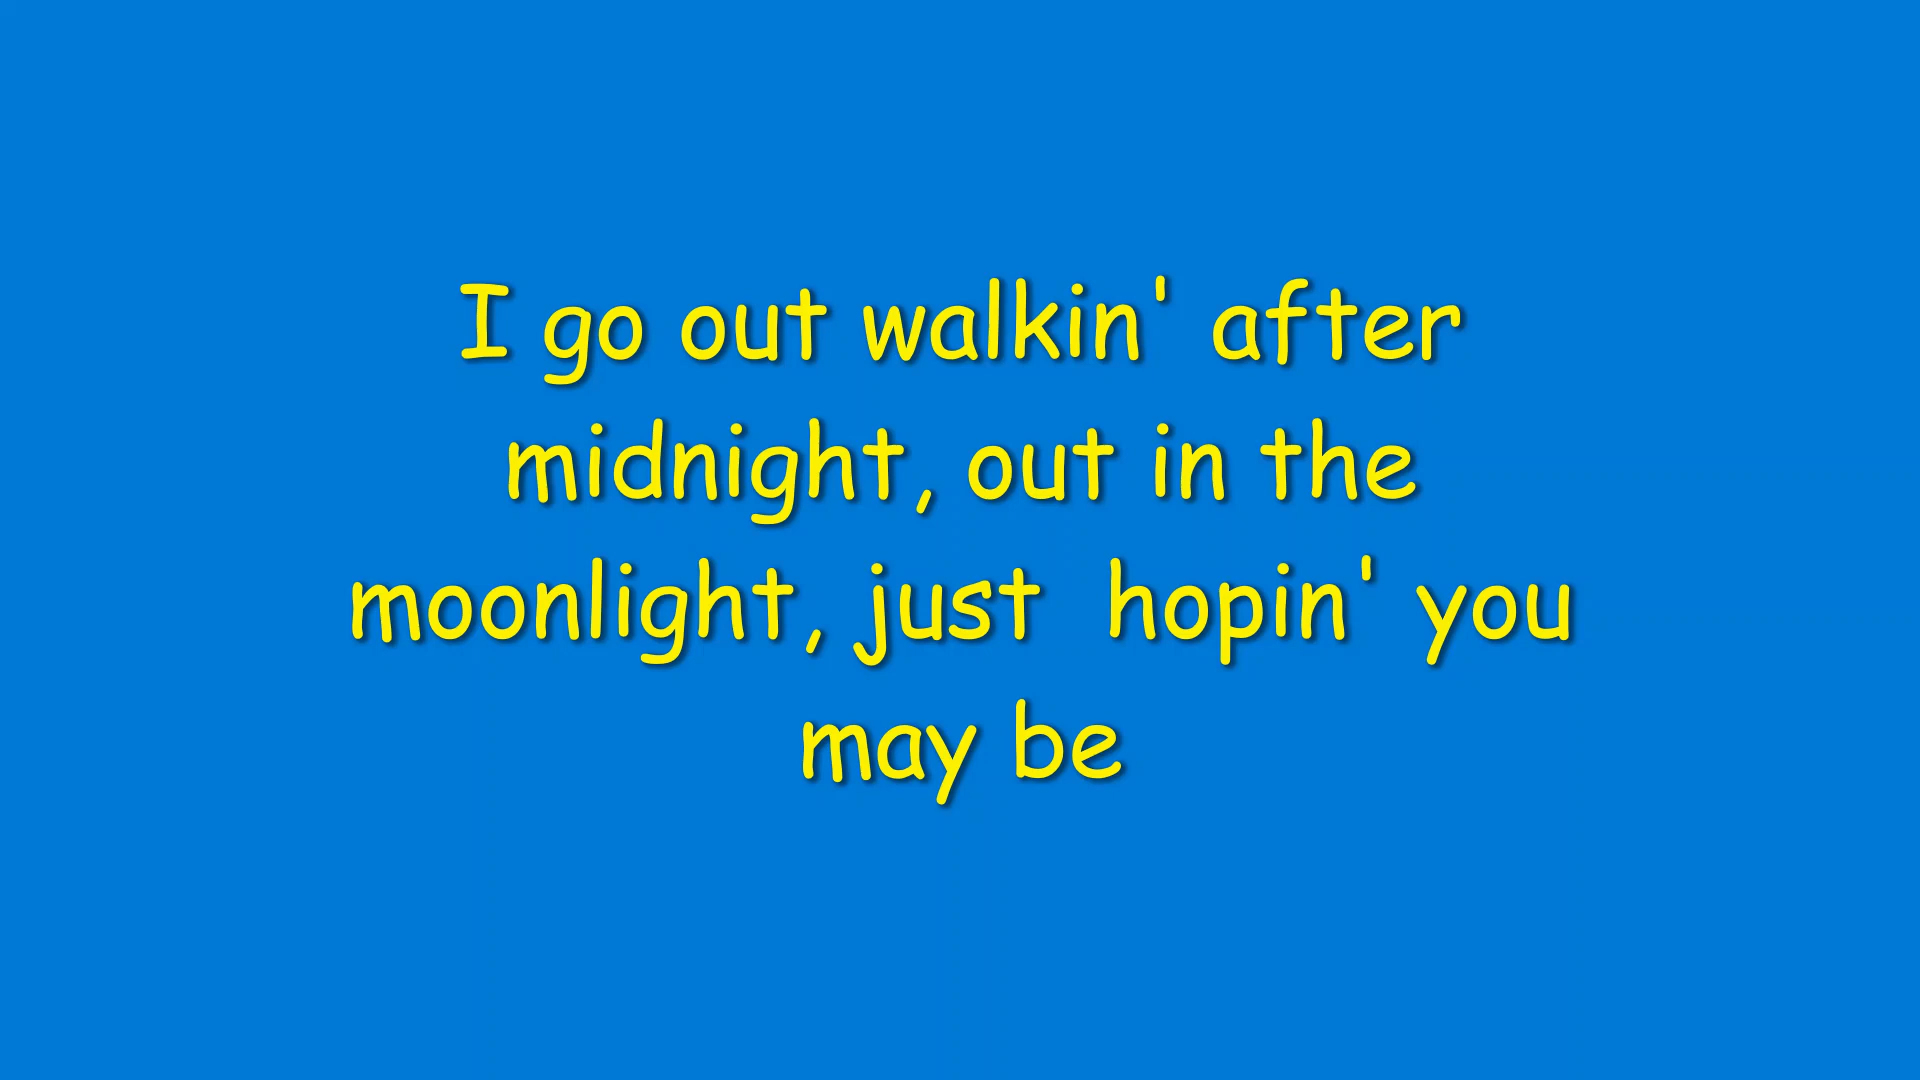 I go out walkin' after
midnight, out in the
moonlight, just  hopin' you
may be